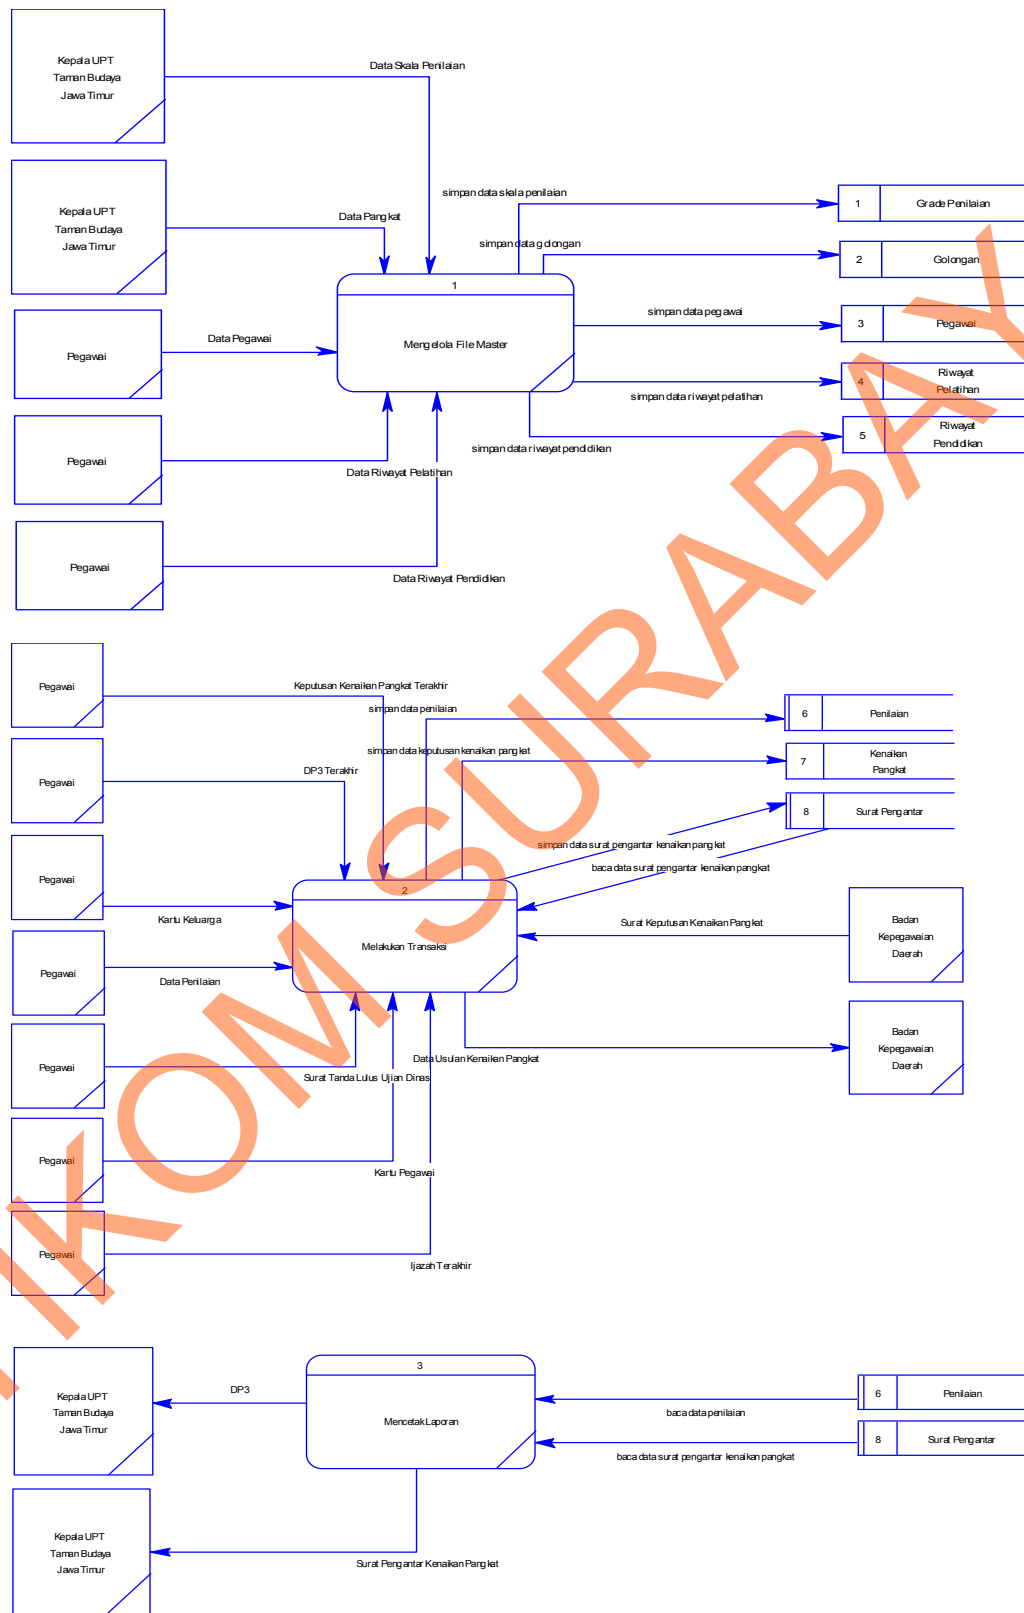 Kepala UPT
Taman Budaya
Jawa Timur
Data Skala Penilaian
Kepala UPT
Taman Budaya
Jawa Timur
Data Pangkat
simpan data skala penilaian
1
Grade Penilaian
simpan data golongan
2
Golongan
1
Mengelola File Master
simpan data pegawai
3
Pegawai
Pegawai
Data Pegawai
4
Riwayat
Pelatihan
simpan data riwayat pelatihan
5
Riwayat
Pendidikan
simpan data riwayat pendidikan
Pegawai
Data Riwayat Pelatihan
Pegawai
Data Riwayat Pendidikan
Pegawai
Keputusan Kenaikan Pangkat Terakhir
simpan data penilaian
6
Penilaian
simpan data keputusan kenaikan pangkat
7
Kenaikan
Pangkat
Pegawai
DP3 Terakhir
8
Surat Pengantar
simpan data surat pengantar kenaikan pangkat
baca data surat pengantar kenaikan pangkat
Pegawai
Kartu Keluarga
2
Melakukan Transaksi
Surat Keputusan Kenaikan Pangkat
Badan
Kepegawaian
Daerah
Pegawai
Data Penilaian
Badan
Kepegawaian
Daerah
Data Usulan Kenaikan Pangkat
Pegawai
Surat Tanda Lulus Ujian Dinas
Pegawai
Kartu Pegawai
Pegawai
Ijazah Terakhir
Kepala UPT
Taman Budaya
Jawa Timur
DP3
3
Mencetak Laporan
6
Penilaian
baca data penilaian
8
Surat Pengantar
baca data surat pengantar kenaikan pangkat
Kepala UPT
Taman Budaya
Jawa Timur
Surat Pengantar Kenaikan Pangkat
IKOM SURABAY